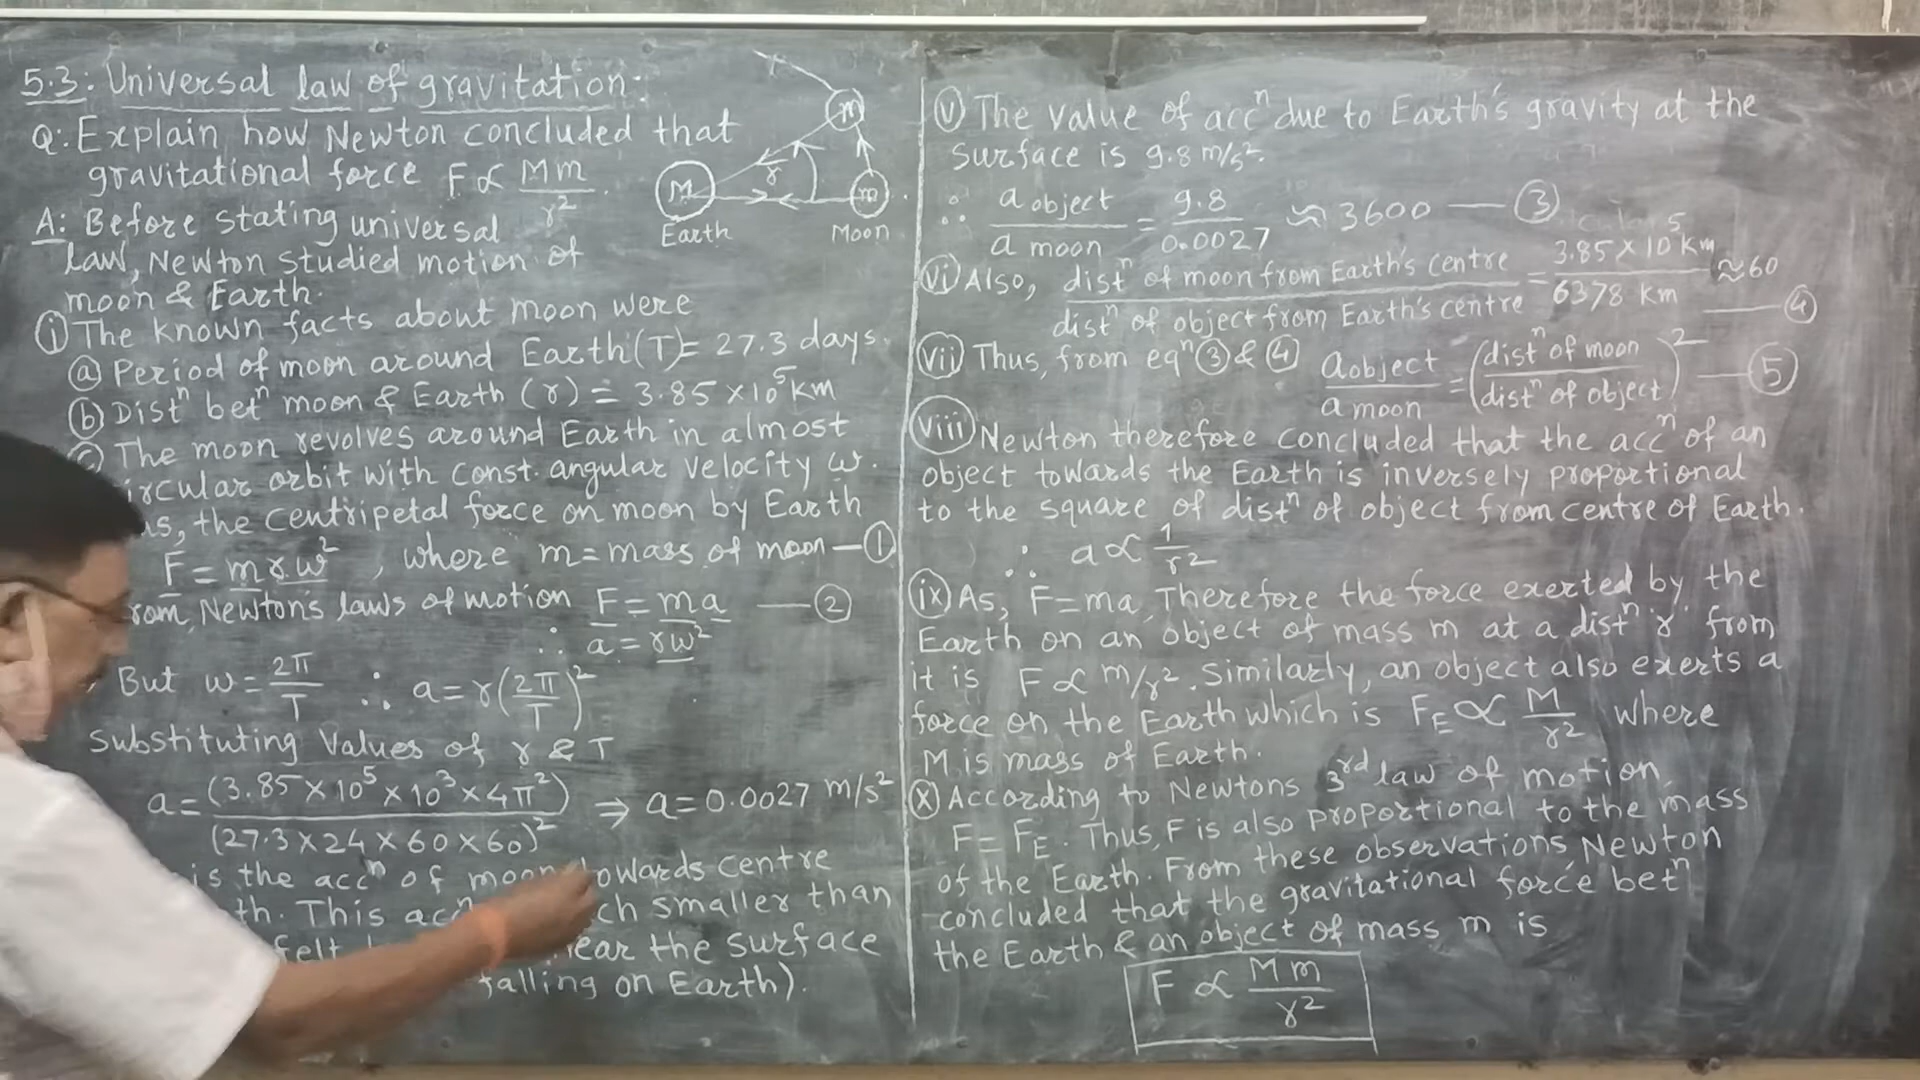 5.3: Universal law of gravitation:
Q: Explain how Newton concluded that
gravitational force F ∝ Mm/r²
A: Before stating universal
law, Newton studied motion of
moon & Earth.
M
m
m
r
Earth
Moon
(i) The known facts about moon were
(a) Period of moon around Earth (T) = 27.3 days.
(b) Distⁿ betⁿ moon & Earth (r) = 3.85 × 10⁵ km
The moon revolves around Earth in almost
orbit with const. angular velocity ω.
the centripetal force on moon by Earth
F = mrω² , where m = mass of moon — (1)
Newton's laws of motion F = ma — (2)
∴ a = rω²
But ω = 2π/T ∴ a = r(2π/T)²
Substituting values of r & T
a = (3.85 × 10⁵ × 10³ × 4π²)/(27.3 × 24 × 60 × 60)² ⇒ a = 0.0027 m/s²
is the accⁿ of moon towards centre
This smaller than
felt near the surface
falling on Earth).
(v) The value of accⁿ due to Earth's gravity at the
surface is 9.8 m/s².
∴ a object/a moon = 9.8/0.0027 ≈ 3600 — (3)
(vi) Also, distⁿ of moon from Earth's centre/distⁿ of object from Earth's centre = 3.85 × 10⁵ km/6378 km ≈ 60 — (4)
(vii) Thus, from eqⁿ (3) & (4) a object/a moon = (distⁿ of moon/distⁿ of object)² — (5)
(viii) Newton therefore concluded that the accⁿ of an
object towards the Earth is inversely proportional
to the square of distⁿ of object from centre of Earth.
∴ a ∝ 1/r²
(ix) As, F = ma, Therefore the force exerted by the
Earth on an object of mass m at a distⁿ 'r' from
it is F ∝ m/r². Similarly, an object also exerts a
force on the Earth which is F_E ∝ M/r² where
M is mass of Earth.
(x) According to Newtons 3rd law of motion,
F = F_E. Thus, F is also proportional to the mass
of the Earth. From these observations, Newton
concluded that the gravitational force betⁿ
the Earth & an object of mass m is
F ∝ Mm/r²